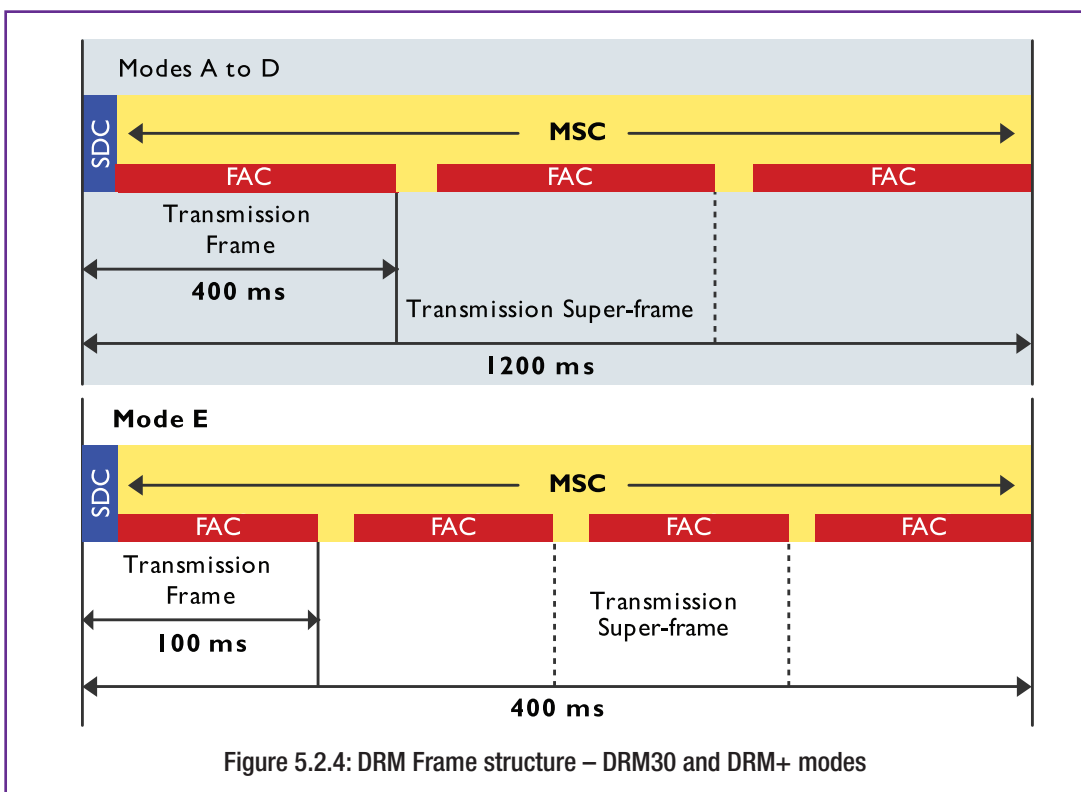 Modes A to D
SDC
MSC
FAC FAC FAC
Transmission
Frame
400 ms
Transmission Super-frame
1200 ms
Mode E
SDC
MSC
FAC FAC FAC FAC
Transmission
Frame
100 ms
Transmission
Super-frame
400 ms
Figure 5.2.4: DRM Frame structure – DRM30 and DRM+ modes